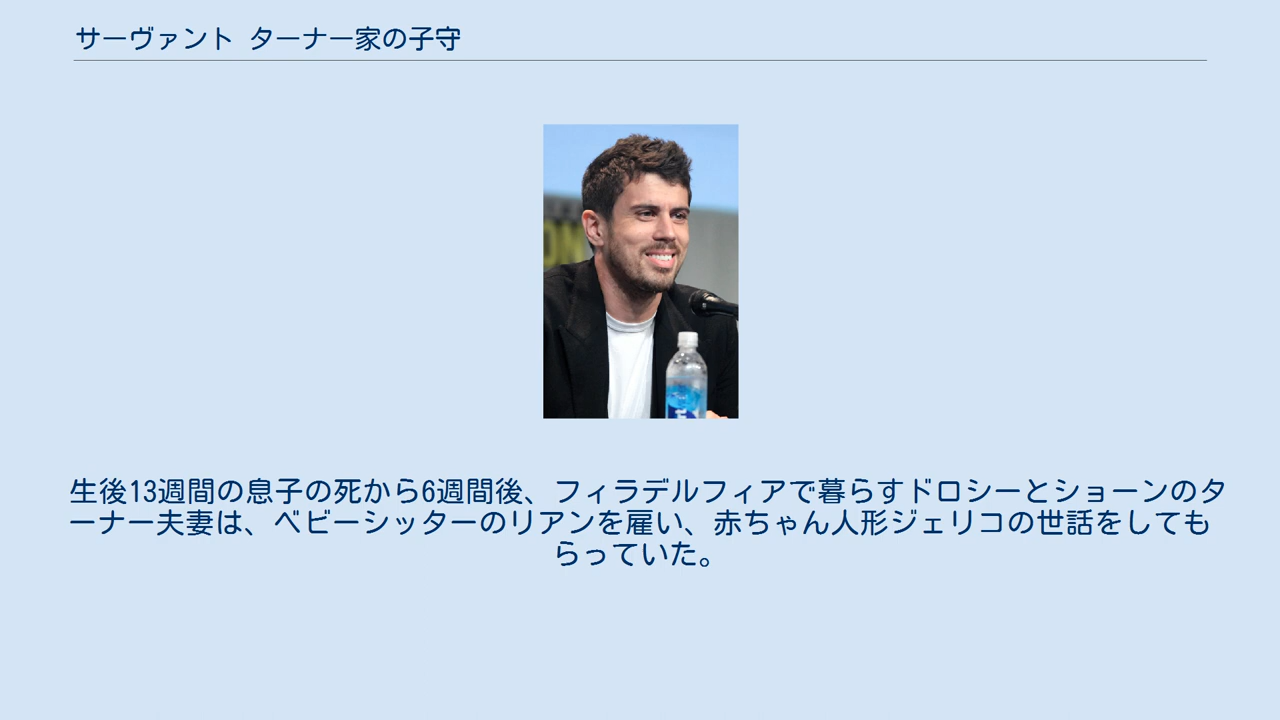 サーヴァント ターナー家の子守
生後13週間の息子の死から6週間後、フィラデルフィアで暮らすドロシーとショーンのタ
ーナー夫妻は、ベビーシッターのリアンを雇い、赤ちゃん人形ジェリコの世話をしても
らっていた。